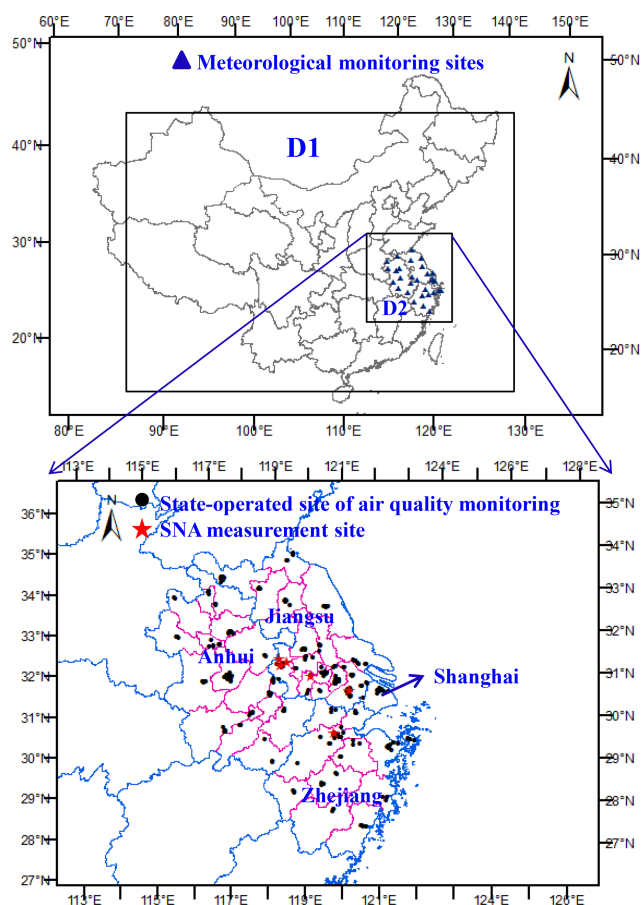 60°E 70°E 80°E 90°E 100°E 110°E 120°E 130°E 140°E 150°E
50°N
N
50°N
Meteorological monitoring sites
40°N
D1
40°N
30°N
30°N
D2
20°N
20°N
80°E 90°E 100°E 110°E 120°E 130°E
113°E 115°E 117°E 119°E 121°E 124°E 126°E 128°E
N
36°N
State-operated site of air quality monitoring
35°N
SNA measurement site
35°N
34°N
34°N
33°N
Jiangsu
33°N
32°N
Anhui
32°N
31°N
Shanghai
31°N
30°N
30°N
29°N
29°N
Zhejiang
28°N
28°N
27°N
27°N
113°E 115°E 117°E 119°E 121°E 124°E 126°E